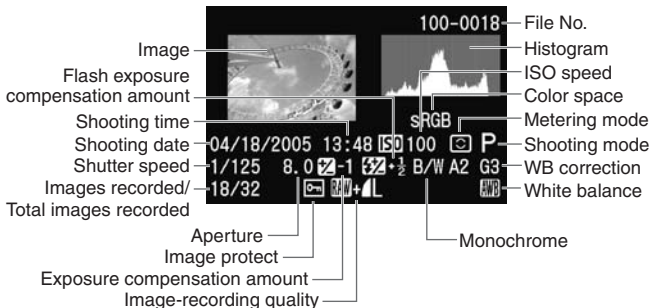 100-0018
File No.
Image
Histogram
Flash exposure
compensation amount
ISO speed
Color space
sRGB
Shooting time
Metering mode
Shooting date
04/18/2005 13:48 ISO 100 P
Shooting mode
Shutter speed
1/125 8.0 -1 +½ B/W A2 G3
WB correction
Images recorded/
Total images recorded
18/32 RAW+L AWB
White balance
Aperture
Monochrome
Image protect
Exposure compensation amount
Image-recording quality